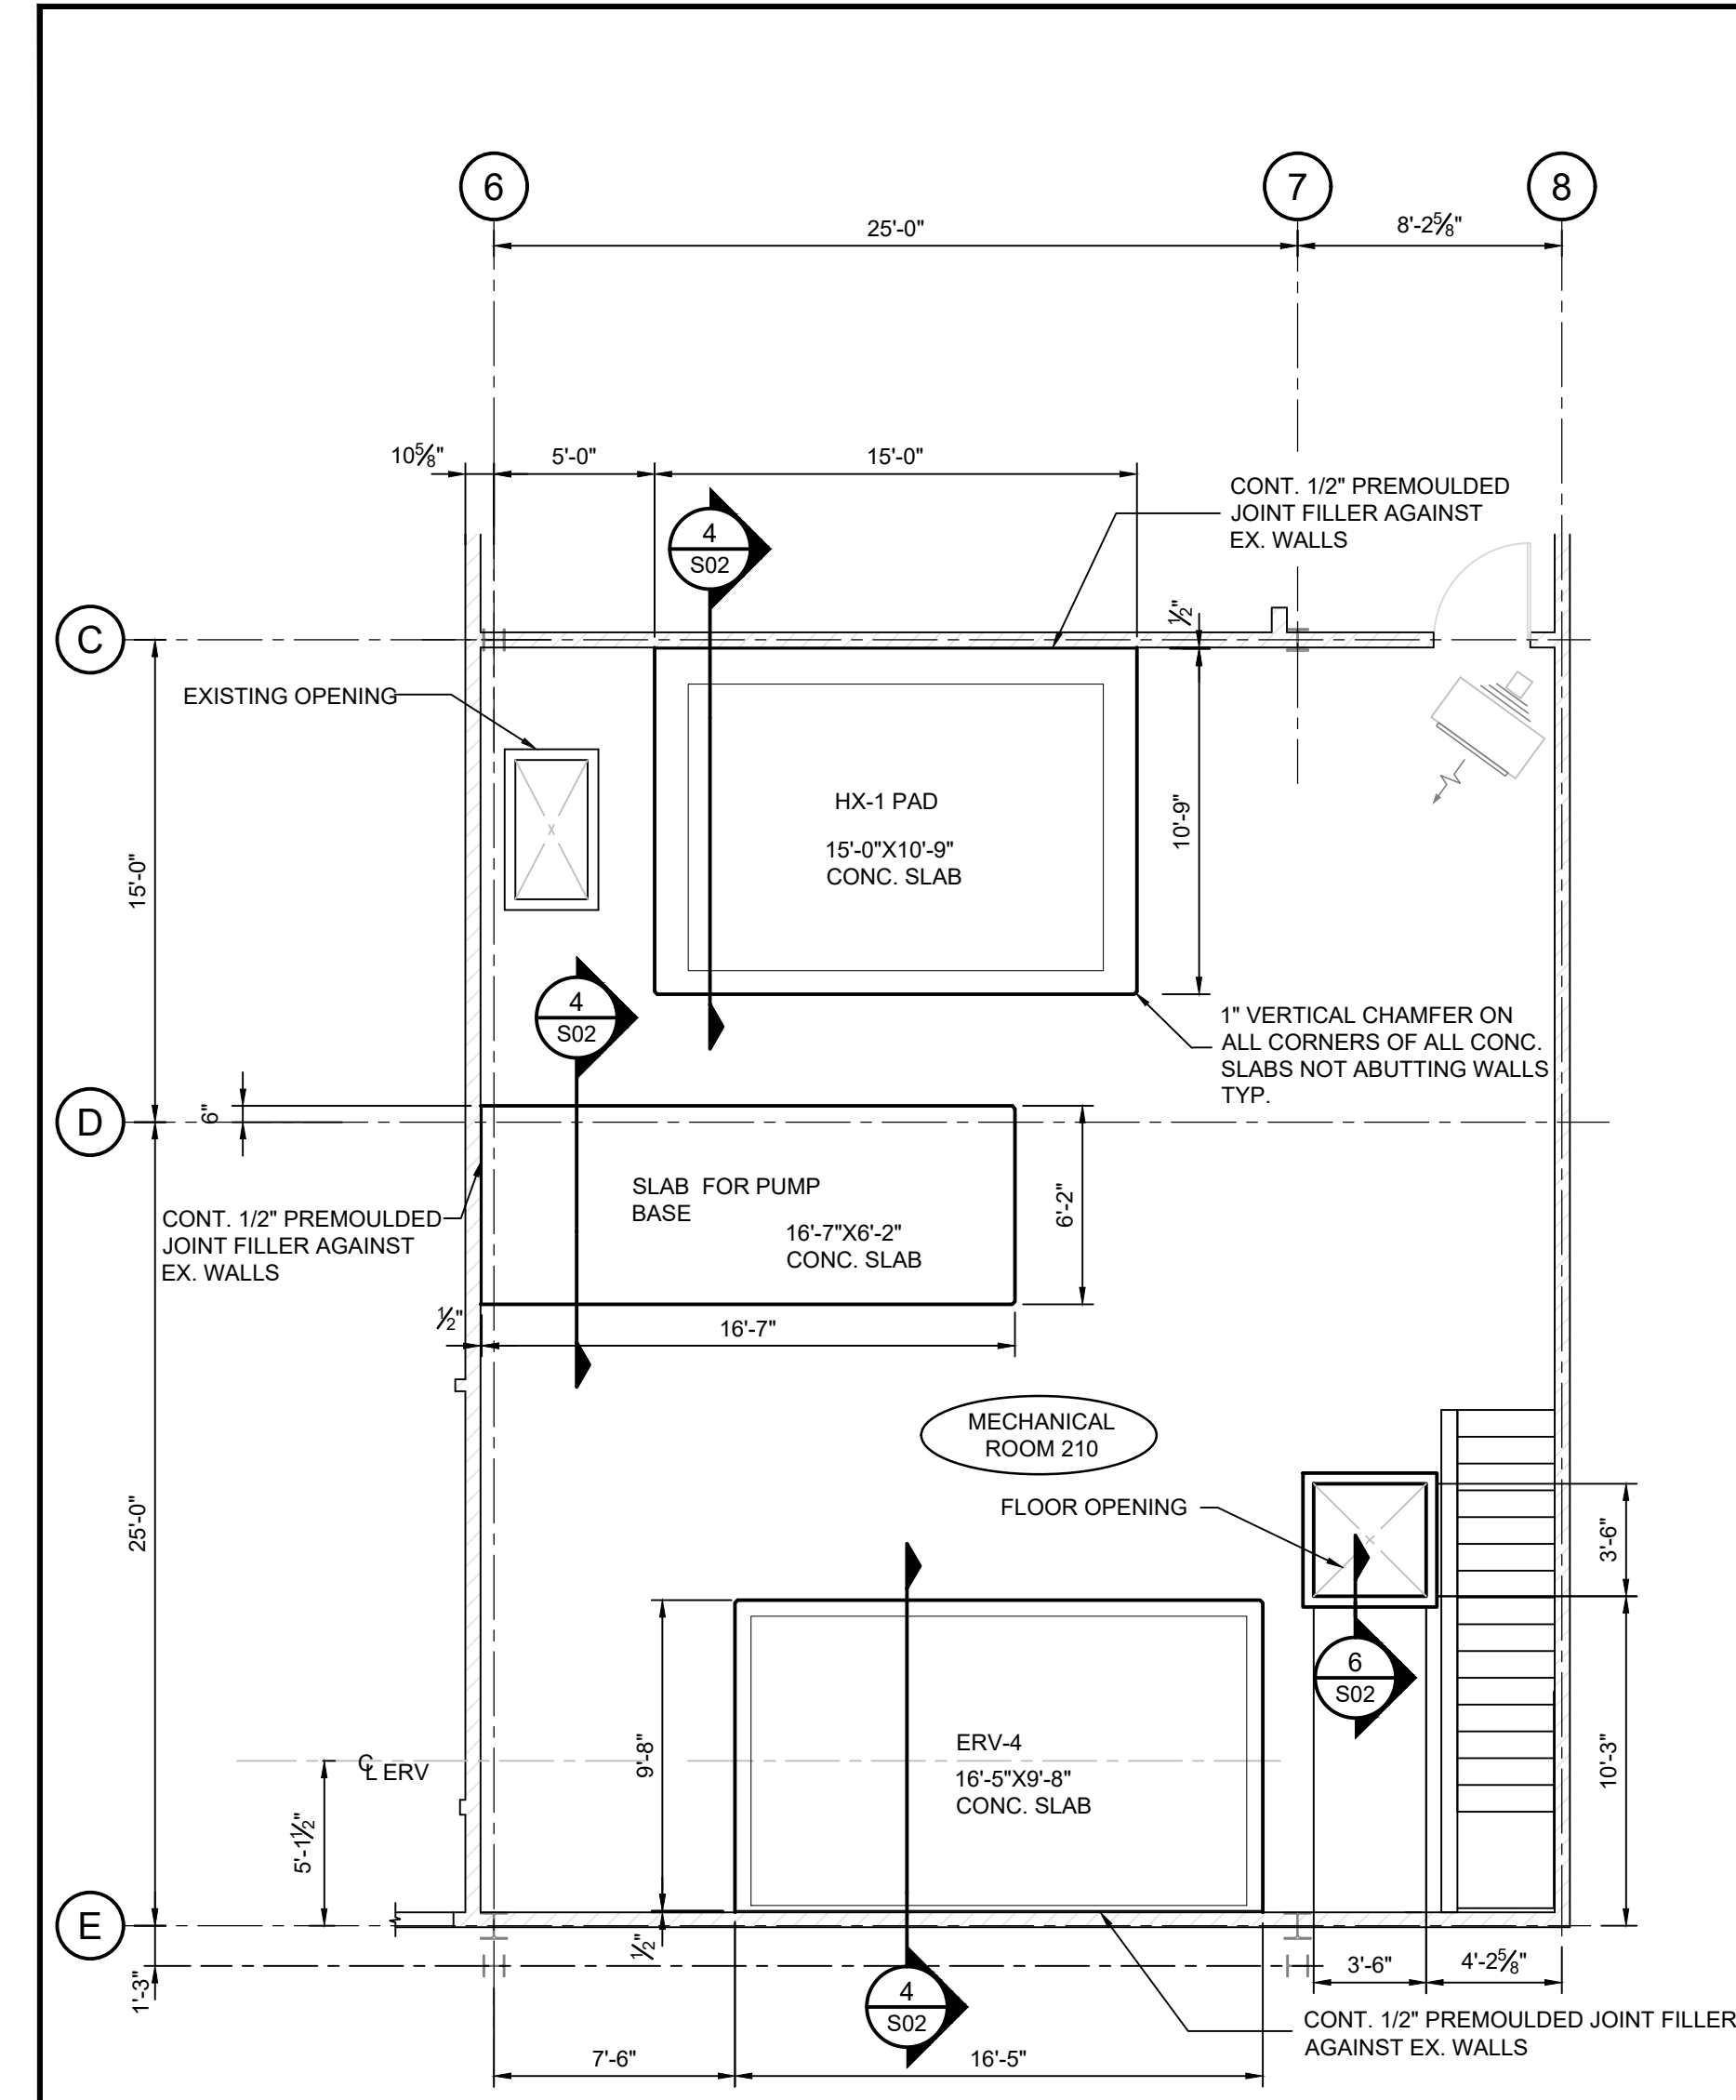 6
7
8
25'-0"
8'-2⅝"
10⅝"
5'-0"
15'-0"
CONT. 1/2" PREMOULDED
JOINT FILLER AGAINST
EX. WALLS
4
S02
½"
C
EXISTING OPENING
HX-1 PAD
15'-0"X10'-9"
CONC. SLAB
10'-9"
15'-0"
4
S02
1" VERTICAL CHAMFER ON
ALL CORNERS OF ALL CONC.
SLABS NOT ABUTTING WALLS
TYP.
6"
D
SLAB FOR PUMP
BASE
16'-7"X6'-2"
CONC. SLAB
6'-2"
CONT. 1/2" PREMOULDED
JOINT FILLER AGAINST
EX. WALLS
½"
16'-7"
MECHANICAL
ROOM 210
FLOOR OPENING
25'-0"
3'-6"
6
S02
ERV-4
16'-5"X9'-8"
CONC. SLAB
9'-8"
CL ERV
10'-3"
5'-1½"
E
½"
1'-3"
3'-6"
4'-2⅝"
4
S02
CONT. 1/2" PREMOULDED JOINT FILLER
AGAINST EX. WALLS
7'-6"
16'-5"